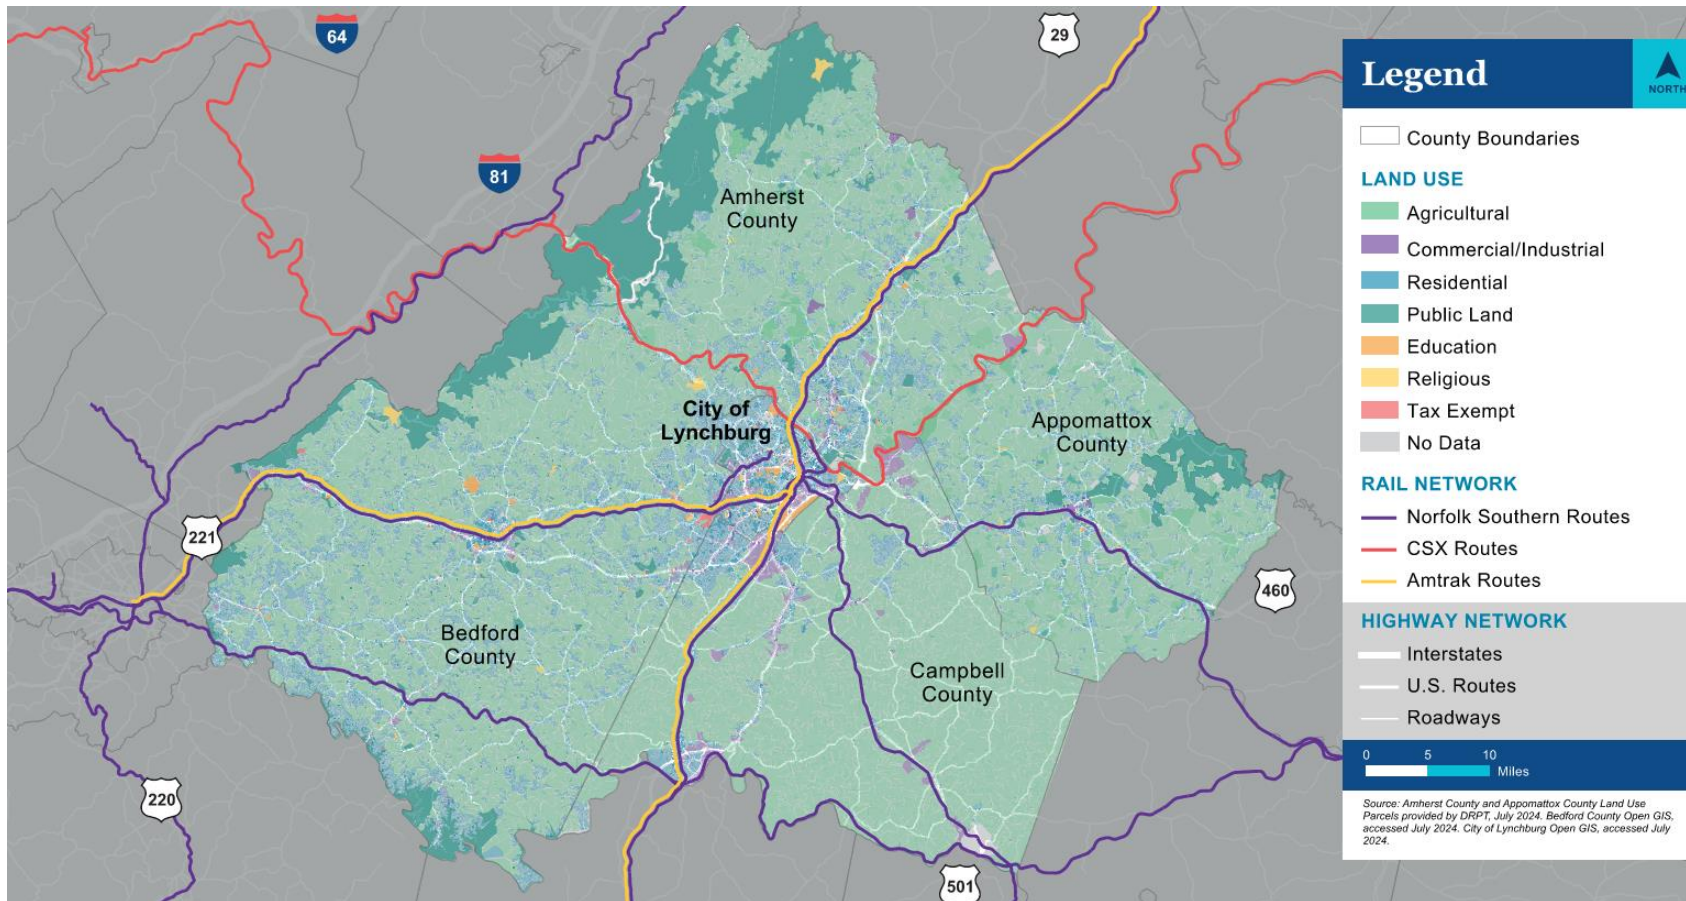 64
29
81
Amherst
County
City of
Lynchburg
Appomattox
County
221
460
Bedford
County
Campbell
County
220
501
Legend
NORTH
County Boundaries
LAND USE
Agricultural
Commercial/Industrial
Residential
Public Land
Education
Religious
Tax Exempt
No Data
RAIL NETWORK
Norfolk Southern Routes
CSX Routes
Amtrak Routes
HIGHWAY NETWORK
Interstates
U.S. Routes
Roadways
0 5 10
Miles
Source: Amherst County and Appomattox County Land Use
Parcels provided by DRPT, July 2024. Bedford County Open GIS,
accessed July 2024. City of Lynchburg Open GIS, accessed July
2024.